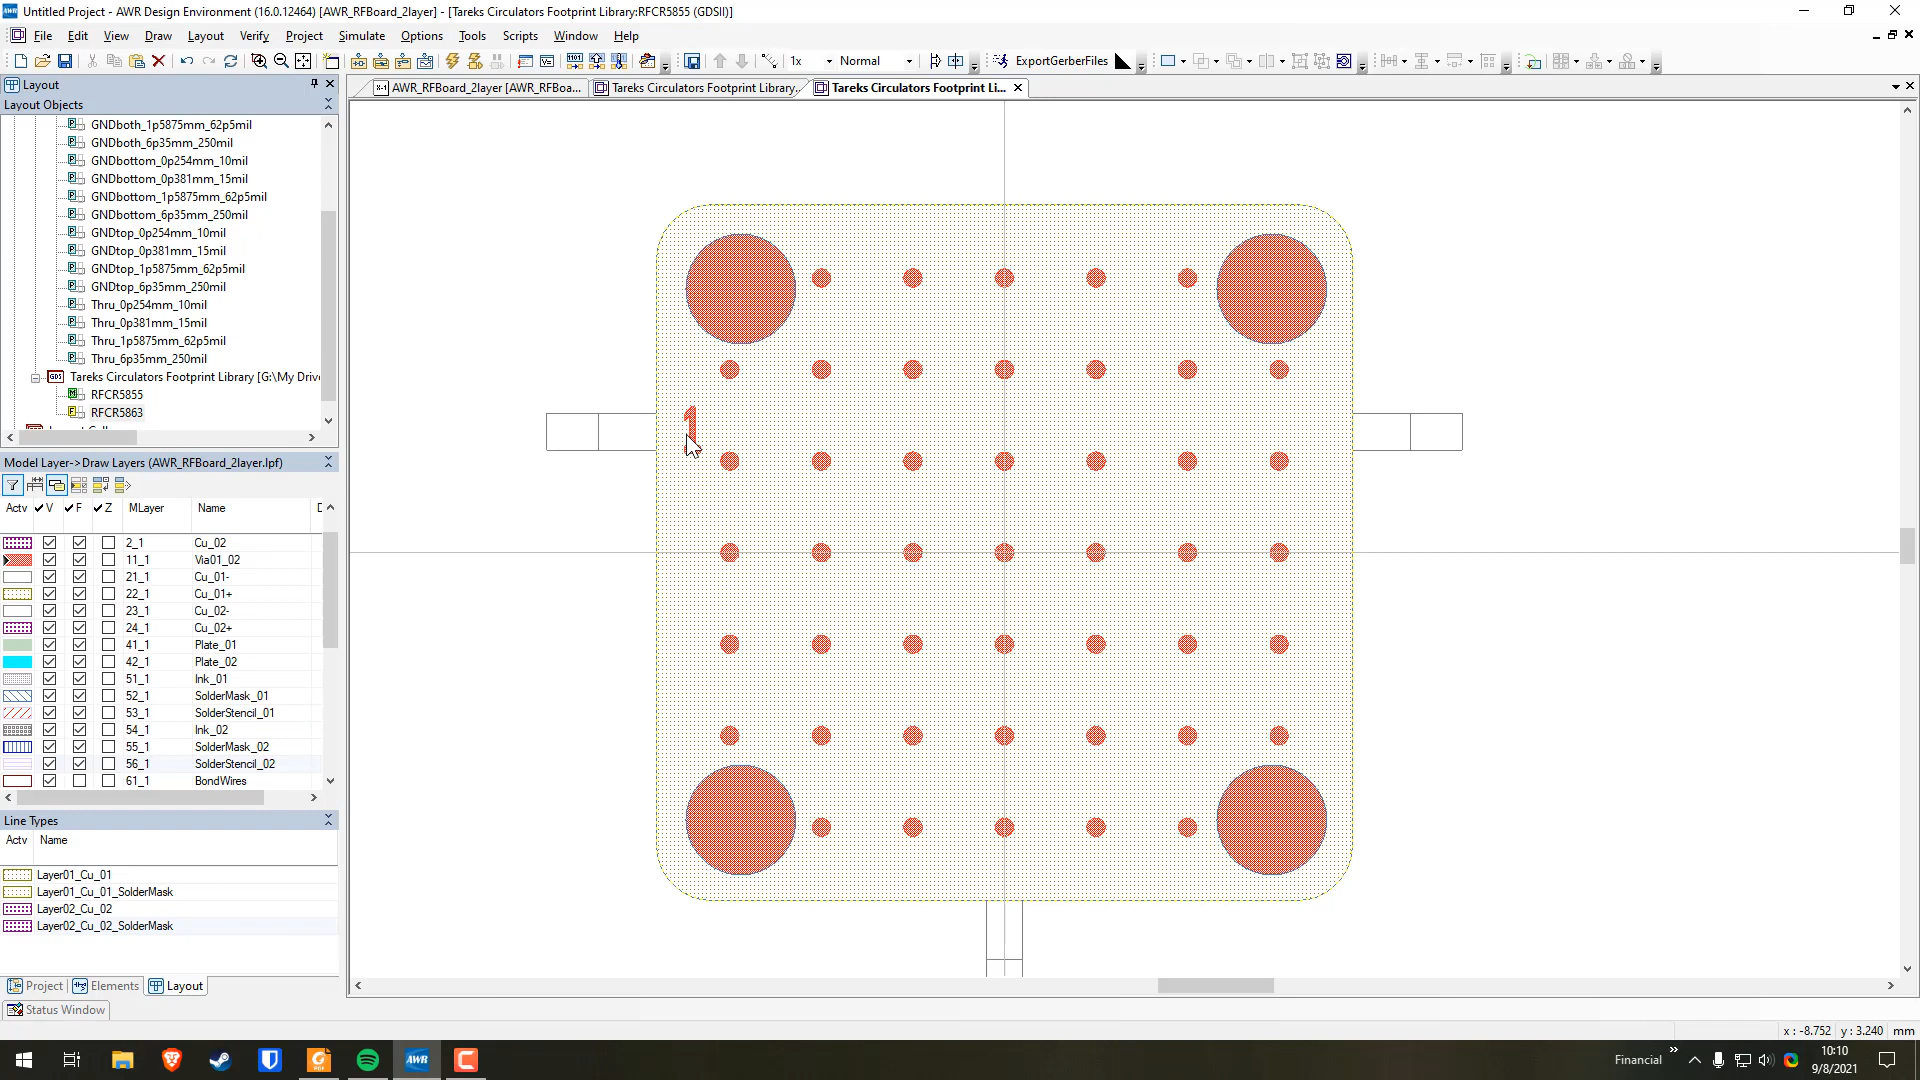 Untitled Project - AWR Design Environment (16.0.12464) [AWR_RFBoard_2layer] - [Tareks Circulators Footprint Library:RFCR5855 (GDSII)]
File Edit View Draw Layout Verify Project Simulate Options Tools Scripts Window Help
1x Normal ExportGerberFiles
Layout
AWR_RFBoard_2layer [AWR_RFBoa... Tareks Circulators Footprint Library... Tareks Circulators Footprint Li...
Layout Objects
GNDboth_1p5875mm_62p5mil
GNDboth_6p35mm_250mil
GNDbottom_0p254mm_10mil
GNDbottom_0p381mm_15mil
GNDbottom_1p5875mm_62p5mil
GNDbottom_6p35mm_250mil
GNDtop_0p254mm_10mil
GNDtop_0p381mm_15mil
GNDtop_1p5875mm_62p5mil
GNDtop_6p35mm_250mil
Thru_0p254mm_10mil
Thru_0p381mm_15mil
Thru_1p5875mm_62p5mil
Thru_6p35mm_250mil
GDS Tareks Circulators Footprint Library [G:\My Driv
RFCR5855
RFCR5863
1
Model Layer->Draw Layers (AWR_RFBoard_2layer.lpf)
Actv V F Z MLayer Name
2_1 Cu_02
11_1 Via01_02
21_1 Cu_01-
22_1 Cu_01+
23_1 Cu_02-
24_1 Cu_02+
41_1 Plate_01
42_1 Plate_02
51_1 Ink_01
52_1 SolderMask_01
53_1 SolderStencil_01
54_1 Ink_02
55_1 SolderMask_02
56_1 SolderStencil_02
61_1 BondWires
Line Types
Actv Name
Layer01_Cu_01
Layer01_Cu_01_SolderMask
Layer02_Cu_02
Layer02_Cu_02_SolderMask
Project Elements Layout
Status Window
x : -8.752 y : 3.240 mm
AWR
Financial
10:10
9/8/2021